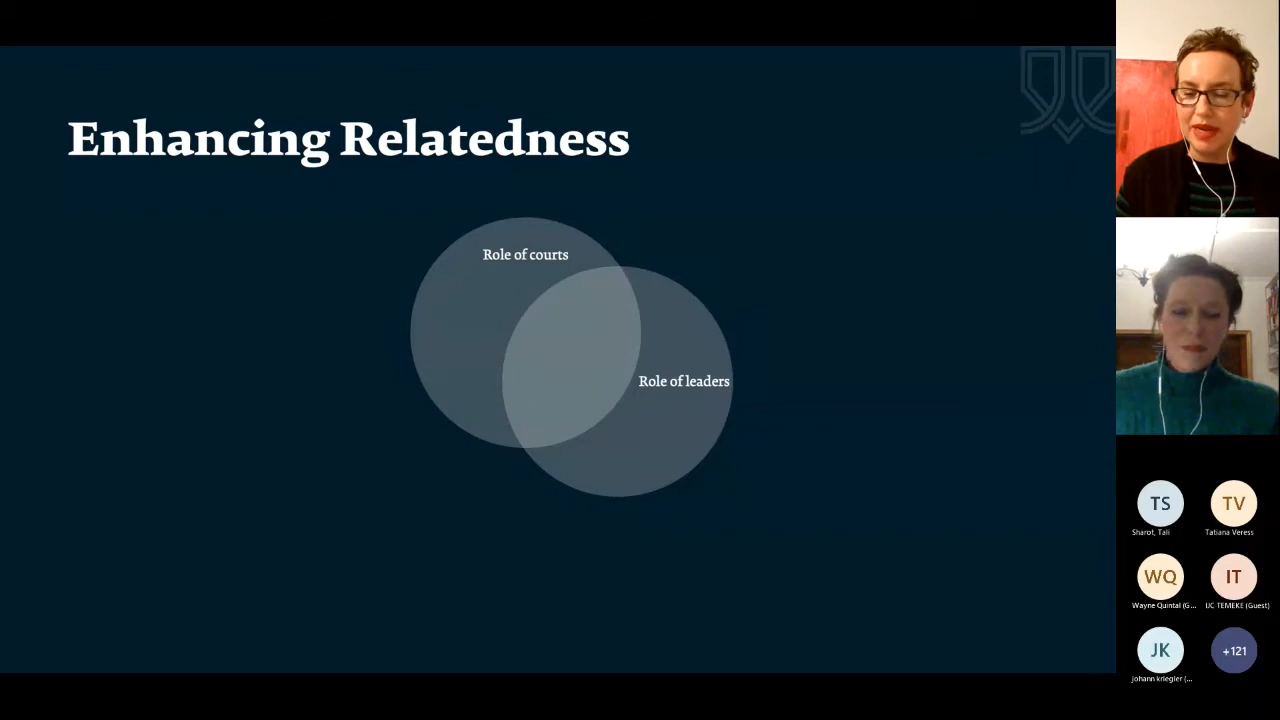 Enhancing Relatedness
Role of courts
Role of leaders
TS
TV
Sharot, Tali
Tatiana Veress
WQ
IT
Wayne Quintal (G...
IJC TEMEKE (Guest)
JK
+121
johann kriegler (...